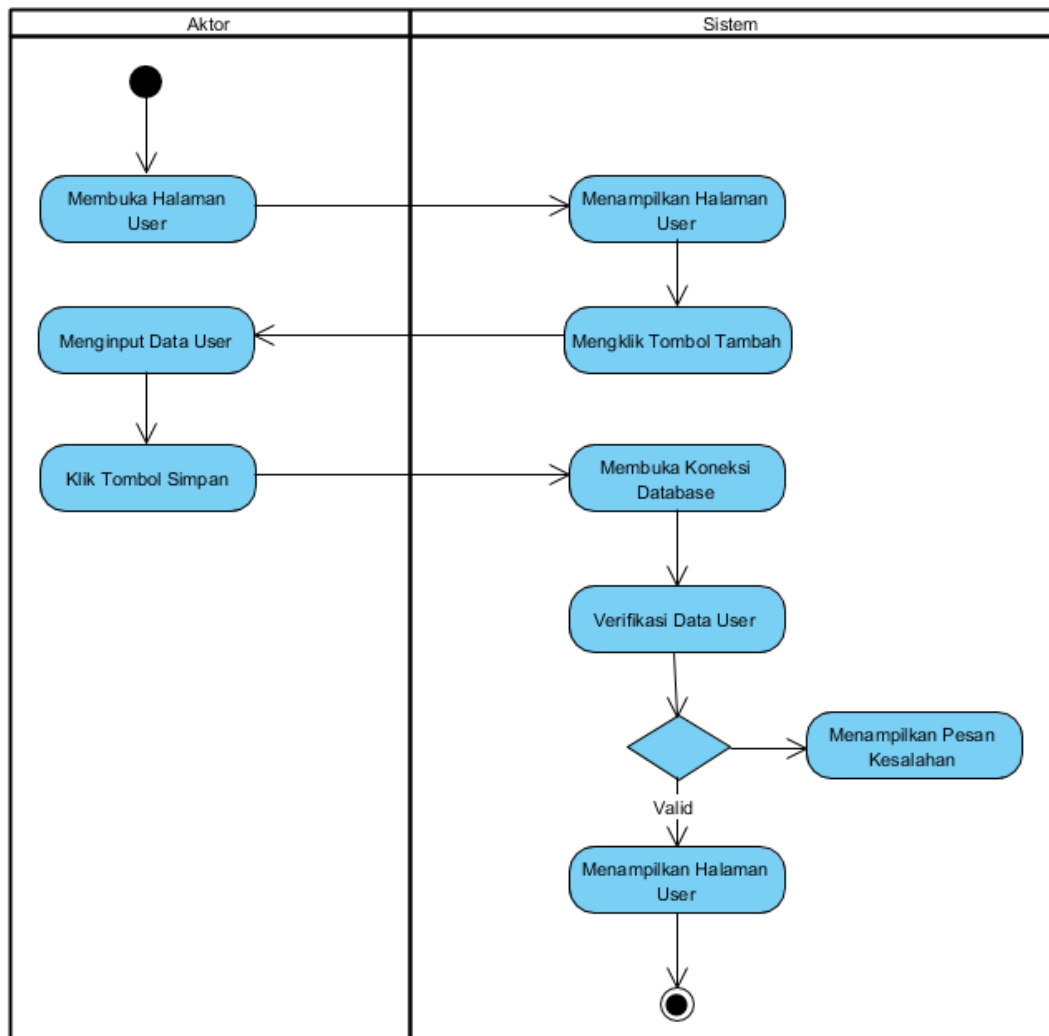 Aktor
Sistem
Membuka Halaman
User
Menampilkan Halaman
User
Menginput Data User
Mengklik Tombol Tambah
Klik Tombol Simpan
Membuka Koneksi
Database
Verifikasi Data User
Menampilkan Pesan
Kesalahan
Valid
Menampilkan Halaman
User